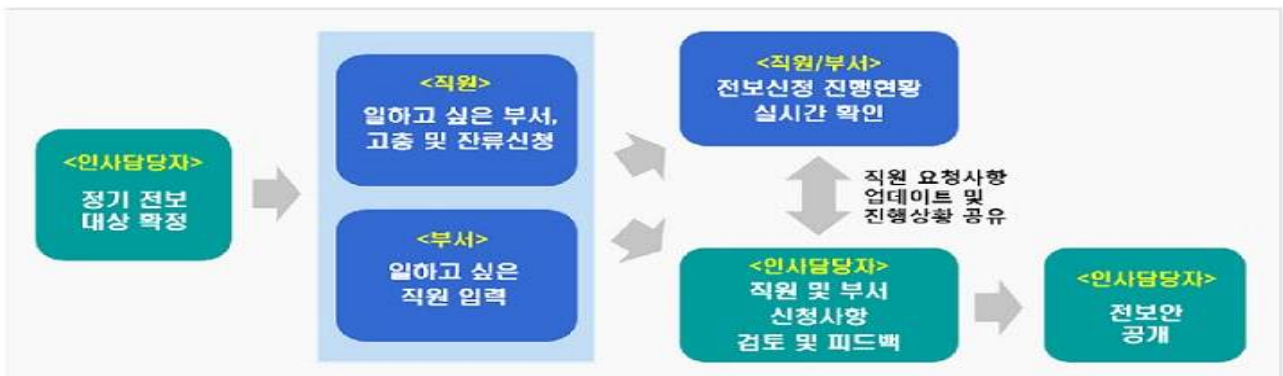 <인사담당자>
정기 전보
대상 확정
<직원>
일하고 싶은 부서,
고충 및 잔류신청
<부서>
일하고 싶은
직원 입력
<직원/부서>
전보신청 진행현황
실시간 확인
직원 요청사항
업데이트 및
진행상황 공유
<인사담당자>
직원 및 부서
신청사항
검토 및 피드백
<인사담당자>
전보안
공개